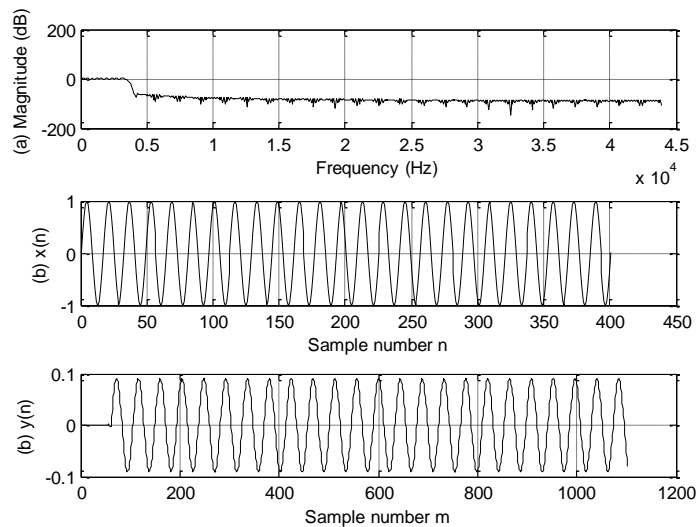 200
0
-200
(a) Magnitude (dB)
0 0.5 1 1.5 2 2.5 3 3.5 4 4.5
Frequency (Hz)
x 10^4
1
0
-1
(b) x(n)
0 50 100 150 200 250 300 350 400 450
Sample number n
0.1
0
-0.1
(b) y(n)
0 200 400 600 800 1000 1200
Sample number m